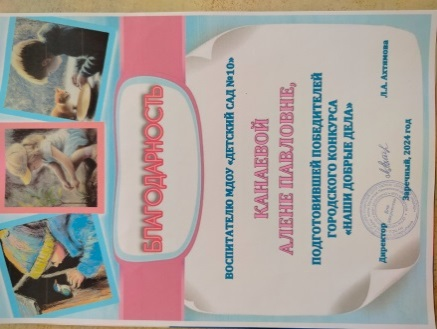 БЛАГОДАРНОСТЬ
ВОСПИТАТЕЛЮ МДОУ «ДЕТСКИЙ САД №10»
КАНАЕВОЙ
АЛЕНЕ ПАВЛОВНЕ,
ПОДГОТОВИВШЕЙ ПОБЕДИТЕЛЕЙ
ГОРОДСКОГО КОНКУРСА
«НАШИ ДОБРЫЕ ДЕЛА»
Директор Л.А. Ахтимова
Заречный, 2024 год